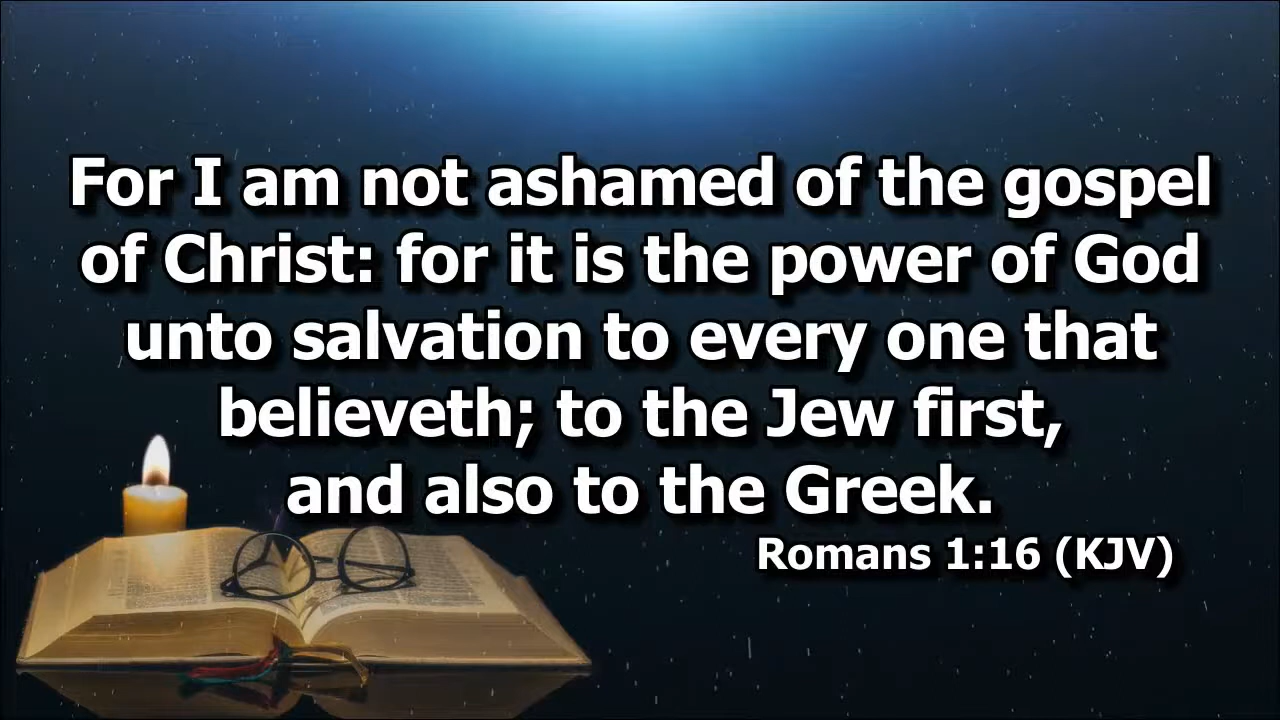 For I am not ashamed of the gospel
of Christ: for it is the power of God
unto salvation to every one that
believeth; to the Jew first,
and also to the Greek.
Romans 1:16 (KJV)